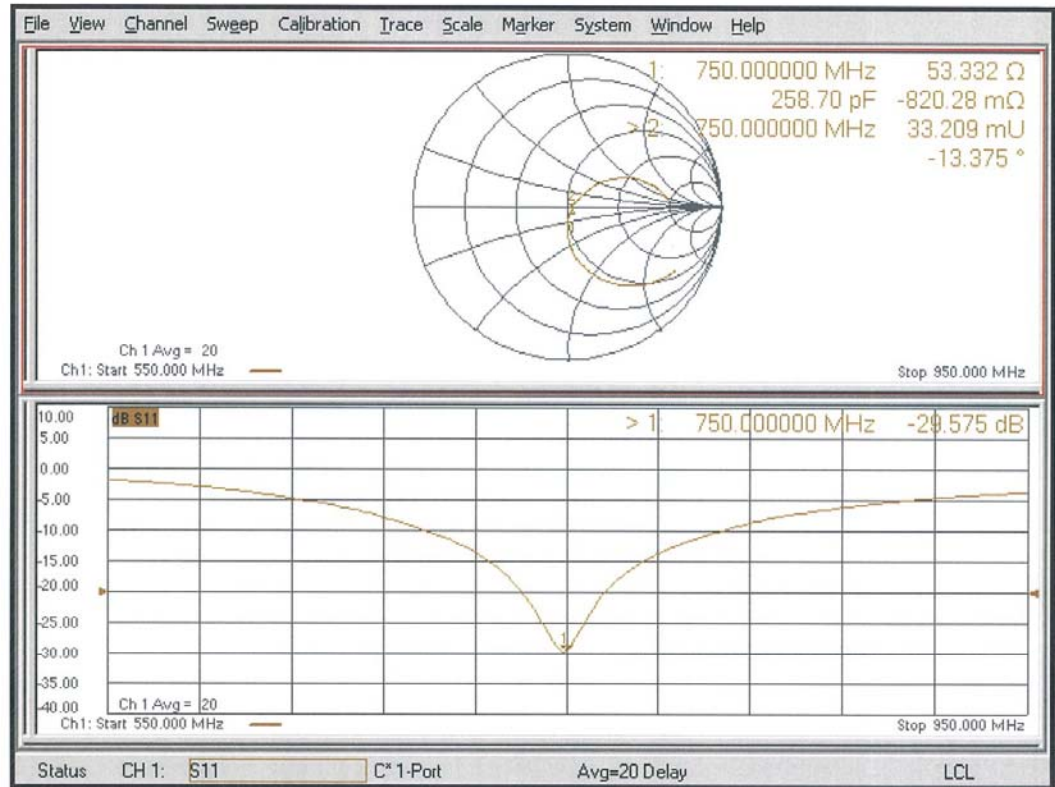 File View Channel Sweep Calibration Trace Scale Marker System Window Help
1: 750.000000 MHz 53.332 Ω
258.70 pF -820.28 mΩ
> 2: 750.000000 MHz 33.209 mU
-13.375 °
Ch 1 Avg = 20
Ch1: Start 550.000 MHz
Stop 950.000 MHz
10.00
dB S11
> 1: 750.000000 MHz -29.575 dB
5.00
0.00
-5.00
-10.00
-15.00
-20.00
-25.00
1
-30.00
-35.00
-40.00
Ch 1 Avg = 20
Ch1: Start 550.000 MHz
Stop 950.000 MHz
Status CH 1: S11 C* 1-Port Avg=20 Delay LCL